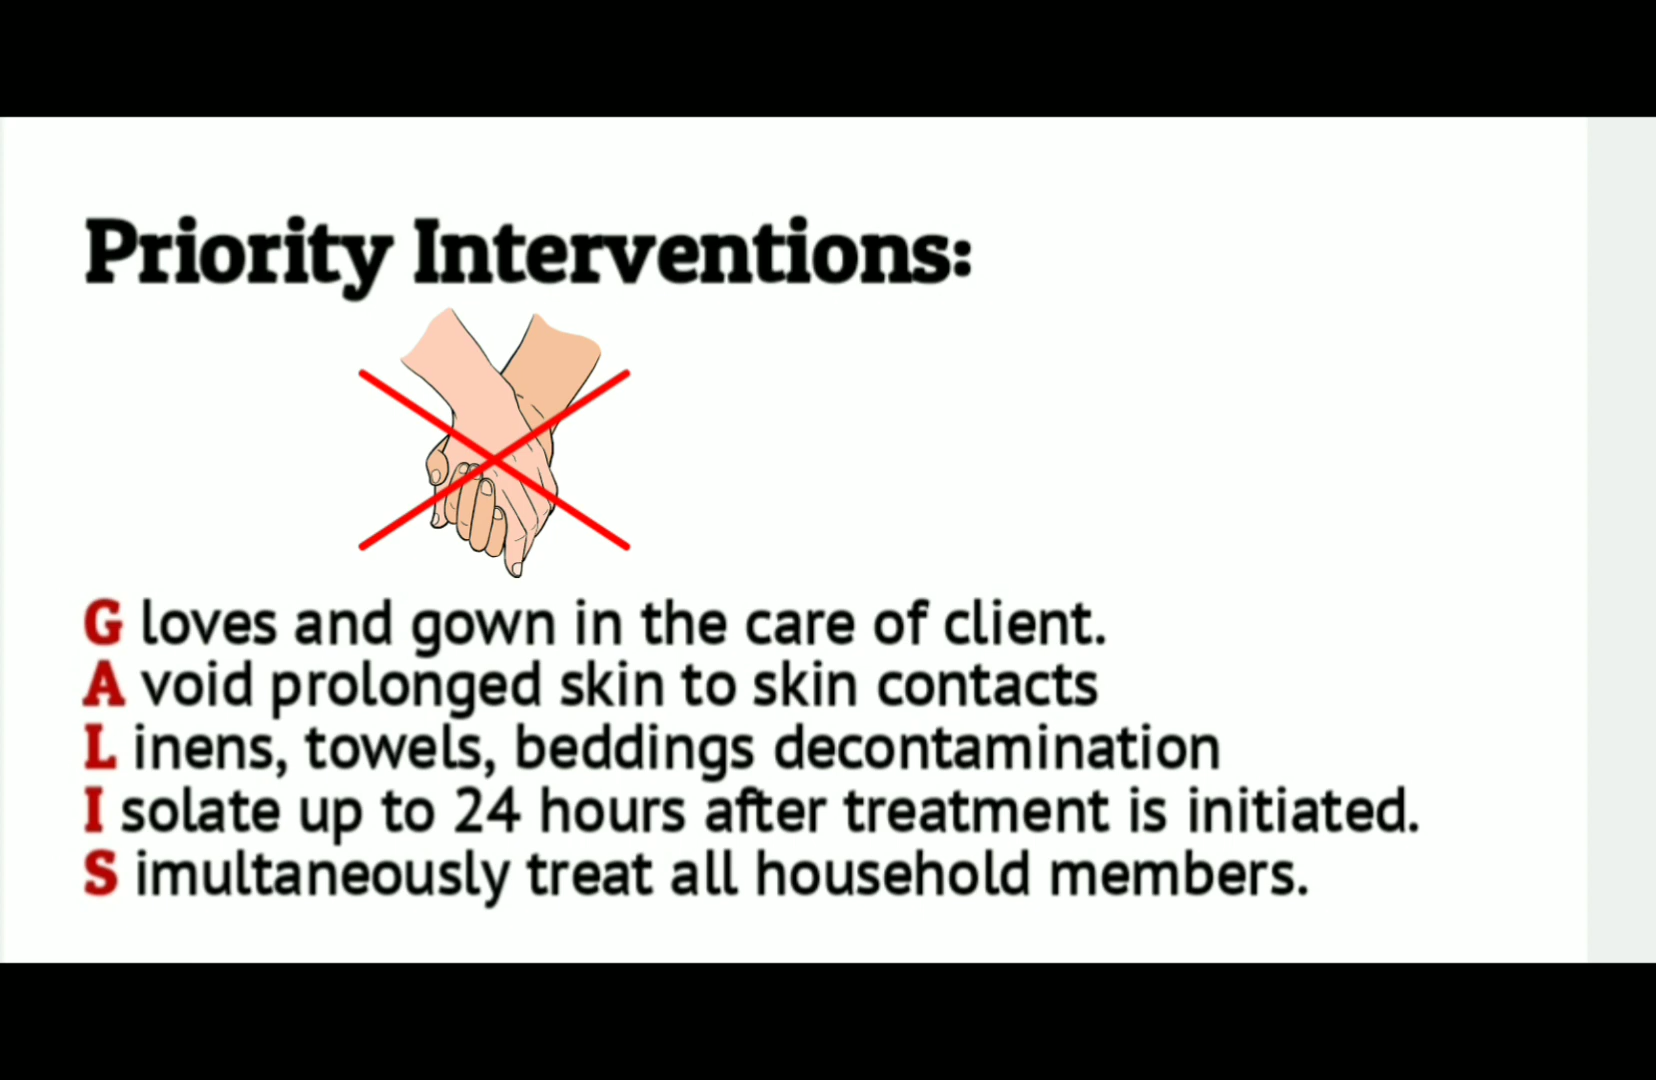 Priority Interventions:
G loves and gown in the care of client.
A void prolonged skin to skin contacts
L inens, towels, beddings decontamination
I solate up to 24 hours after treatment is initiated.
S imultaneously treat all household members.